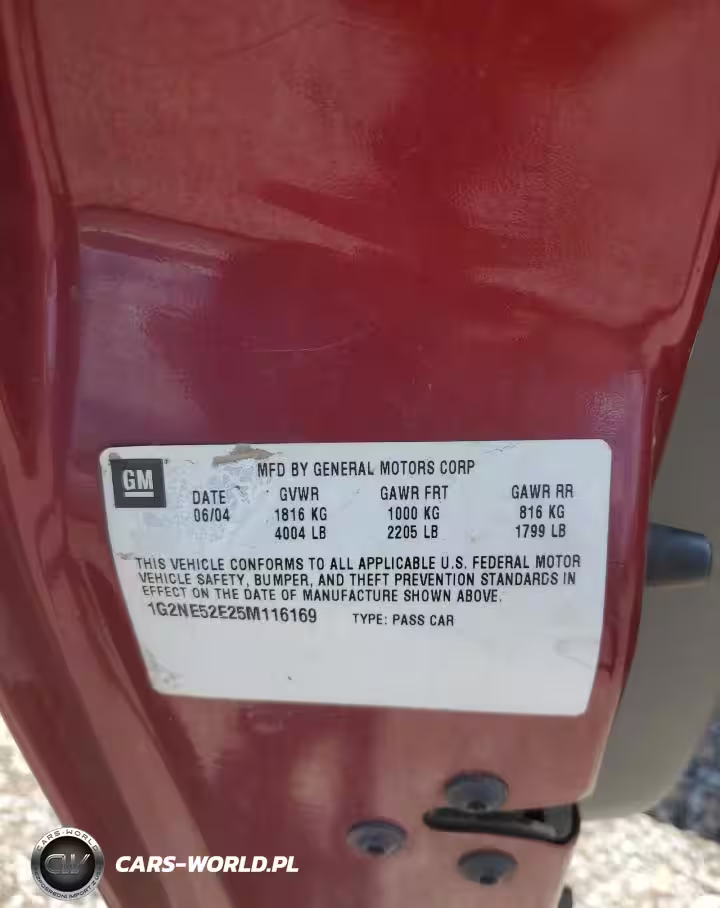 GM
MFD BY GENERAL MOTORS CORP
DATE GVWR GAWR FRT GAWR RR
06/04 1816 KG 1000 KG 816 KG
4004 LB 2205 LB 1799 LB
THIS VEHICLE CONFORMS TO ALL APPLICABLE U.S. FEDERAL MOTOR
VEHICLE SAFETY, BUMPER, AND THEFT PREVENTION STANDARDS IN
EFFECT ON THE DATE OF MANUFACTURE SHOWN ABOVE.
1G2NE52E25M116169 TYPE: PASS CAR
CARS-WORLD
CW
CARS-WORLD.PL